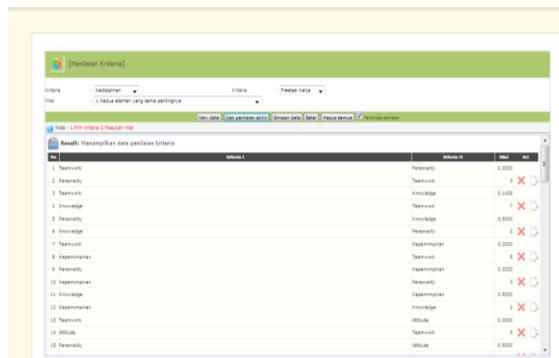 [Penilaian Kriteria]
Kriteria : Kedisiplinan Kriteria : Prestasi Kerja
Nilai : 1 Kedua elemen yang sama pentingnya
New data Cek penilaian akhir Simpan data Batal Hapus semua
Note : 1.Pilih kriteria 2.Masukan nilai
Result: Menampilkan data penilaian kriteria
No Kriteria I Kriteria II Nilai Act
1 Teamwork Personality 0.3333
2 Personality Teamwork 3
3 Teamwork Knowledge 0.1429
4 Knowledge Teamwork 7
5 Personality Knowledge 0.5000
6 Knowledge Personality 2
7 Teamwork Kepemimpinan 0.2000
8 Kepemimpinan Teamwork 5
9 Personality Kepemimpinan 0.3333
10 Kepemimpinan Personality 3
11 Knowledge Kepemimpinan 0.5000
12 Kepemimpinan Knowledge 2
13 Teamwork Attitude 0.2000
14 Attitude Teamwork 5
15 Personality Attitude 0.5000